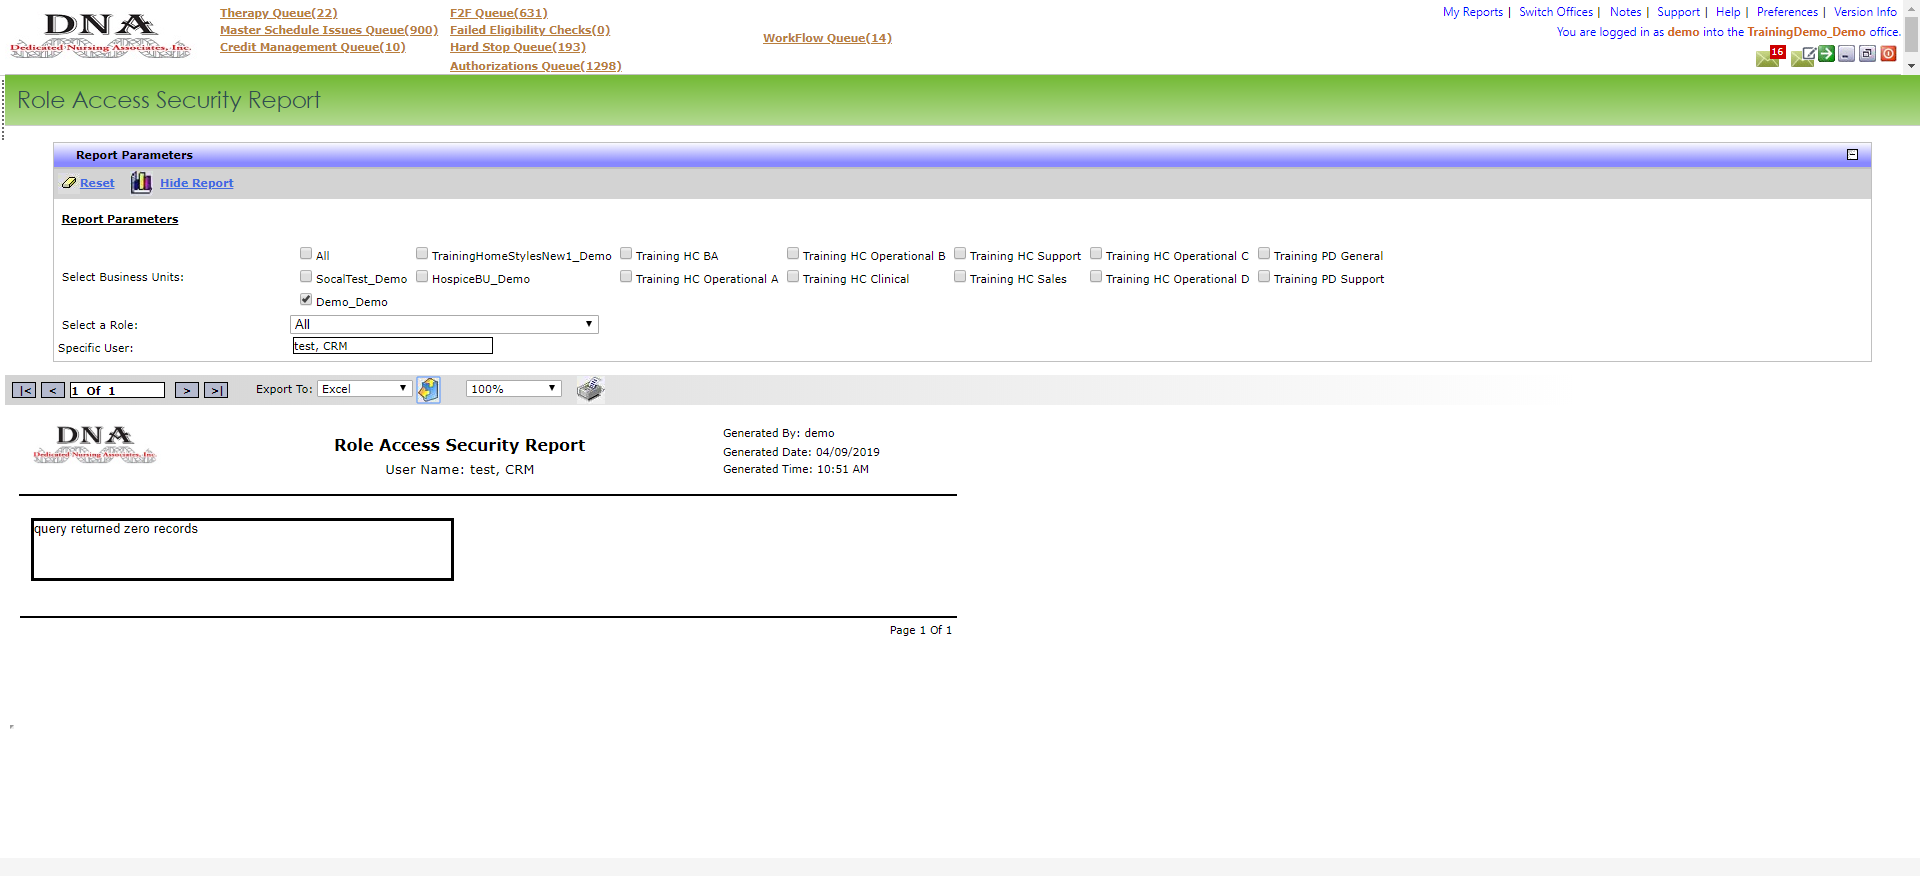 DNA
Dedicated Nursing Associates, Inc.
Therapy Queue(22)
Master Schedule Issues Queue(900)
Credit Management Queue(10)
F2F Queue(631)
Failed Eligibility Checks(0)
Hard Stop Queue(193)
Authorizations Queue(1298)
WorkFlow Queue(14)
My Reports | Switch Offices | Notes | Support | Help | Preferences | Version Info
You are logged in as demo into the TrainingDemo_Demo office.
16
Role Access Security Report
Report Parameters
Reset Hide Report
Report Parameters
Select Business Units:
All TrainingHomeStylesNew1_Demo Training HC BA Training HC Operational B Training HC Support Training HC Operational C Training PD General
SocalTest_Demo HospiceBU_Demo Training HC Operational A Training HC Clinical Training HC Sales Training HC Operational D Training PD Support
Demo_Demo
Select a Role: All
Specific User: test, CRM
|< < 1 Of 1 > >| Export To: Excel 100%
DNA
Dedicated Nursing Associates, Inc.
Role Access Security Report
User Name: test, CRM
Generated By: demo
Generated Date: 04/09/2019
Generated Time: 10:51 AM
query returned zero records
Page 1 Of 1